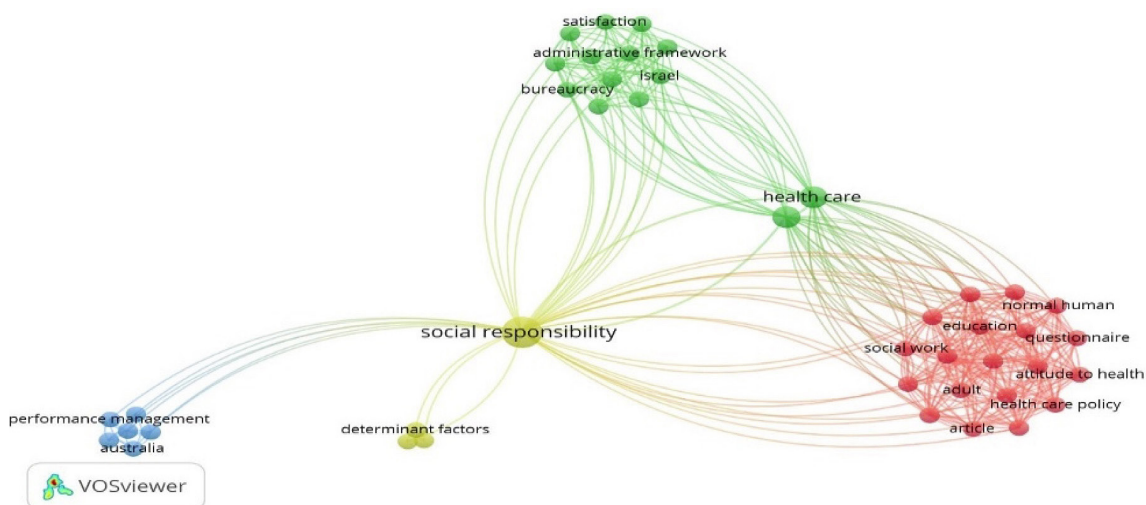 satisfaction
administrative framework
israel
bureaucracy
health care
normal human
education
questionnaire
social responsibility
social work
attitude to health
adult
health care policy
performance management
determinant factors
article
australia
VOSviewer